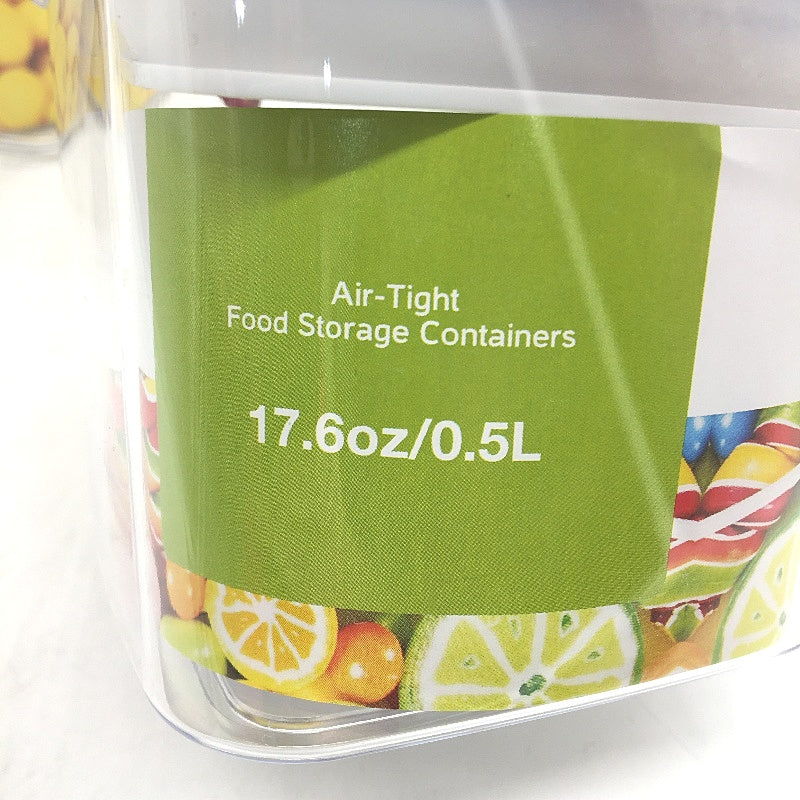 Air-Tight
Food Storage Containers
17.6oz/0.5L